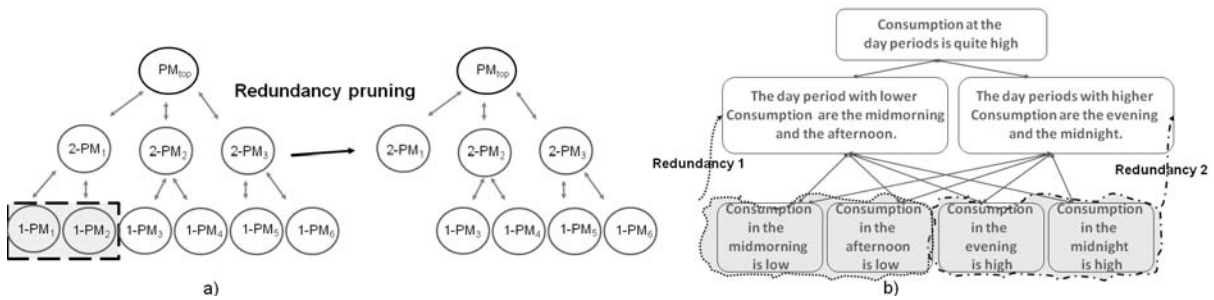 PMtop
2-PM1
2-PM2
2-PM3
1-PM1
1-PM2
1-PM3
1-PM4
1-PM5
1-PM6
Redundancy pruning
PMtop
2-PM1
2-PM2
2-PM3
1-PM3
1-PM4
1-PM5
1-PM6
a)
Consumption at the
day periods is quite high
The day period with lower
Consumption are the midmorning
and the afternoon.
The day periods with higher
Consumption are the evening
and the midnight.
Redundancy 1
Redundancy 2
Consumption
in the
midmorning
is low
Consumption
in the
afternoon
is low
Consumption
in the
evening
is high
Consumption
in the
midnight
is high
b)